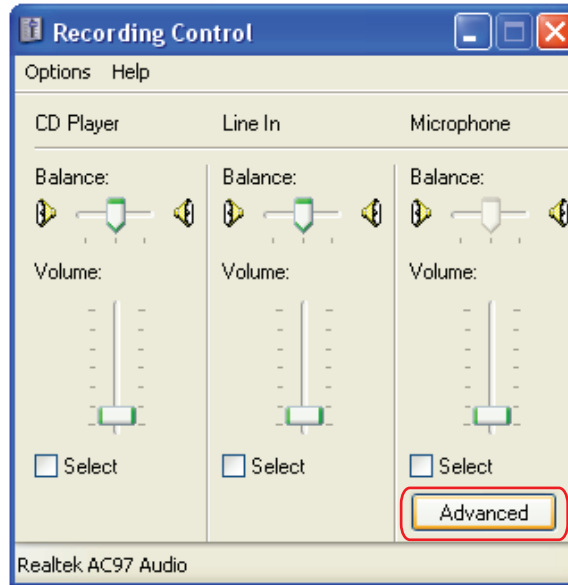 Recording Control
Options Help
CD Player Line In Microphone
Balance: Balance: Balance:
Volume: Volume: Volume:
Select Select Select
Advanced
Realtek AC97 Audio